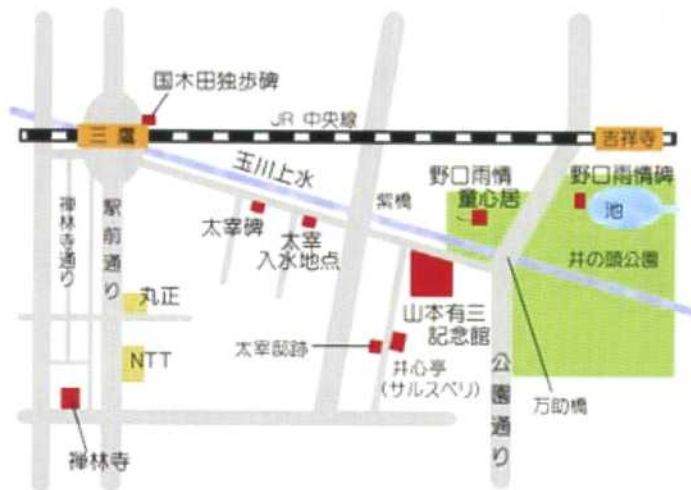 国木田独歩碑
JR 中央線
三鷹
吉祥寺
玉川上水
野口雨情
童心居
野口雨情碑
池
紫橋
禅林寺通り
駅前通り
太宰碑
太宰
入水地点
井の頭公園
丸正
山本有三
記念館
太宰邸跡
井心亭
(サルスベリ)
NTT
公園通り
万助橋
禅林寺